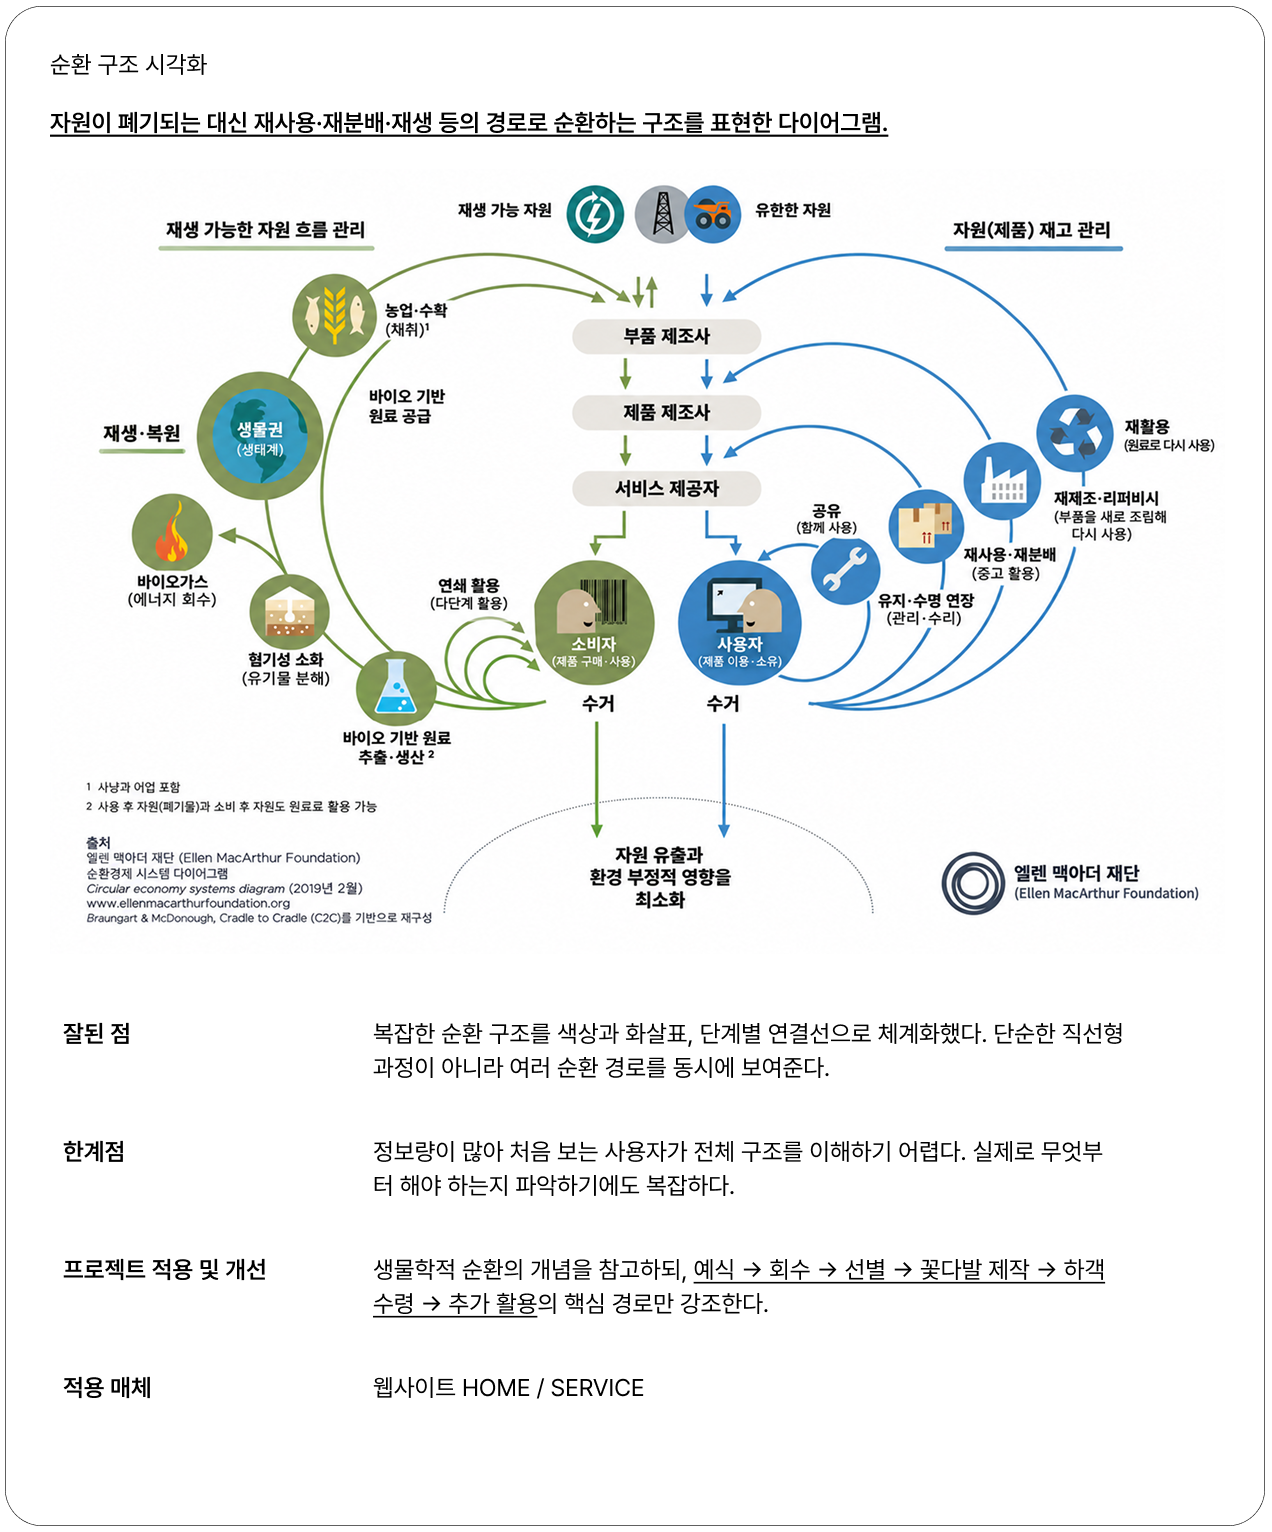 순환 구조 시각화
자원이 폐기되는 대신 재사용·재분배·재생 등의 경로로 순환하는 구조를 표현한 다이어그램.
재생 가능 자원
유한한 자원
재생 가능한 자원 흐름 관리
자원(제품) 재고 관리
농업·수확
(채취)¹
부품 제조사
바이오 기반
원료 공급
제품 제조사
재생·복원
생물권
(생태계)
재활용
(원료로 다시 사용)
서비스 제공자
재제조·리퍼비시
(부품을 새로 조립해
다시 사용)
공유
(함께 사용)
재사용·재분배
(중고 활용)
바이오가스
(에너지 회수)
연쇄 활용
(다단계 활용)
유지·수명 연장
(관리·수리)
소비자
(제품 구매·사용)
사용자
(제품 이용·소유)
혐기성 소화
(유기물 분해)
수거
수거
바이오 기반 원료
추출·생산 ²
1 사냥과 어업 포함
2 사용 후 자원(폐기물)과 소비 후 자원도 원료료 활용 가능
출처
엘렌 맥아더 재단 (Ellen MacArthur Foundation)
순환경제 시스템 다이어그램
Circular economy systems diagram (2019년 2월)
www.ellenmacarthurfoundation.org
Braungart & McDonough, Cradle to Cradle (C2C)를 기반으로 재구성
자원 유출과
환경 부정적 영향을
최소화
엘렌 맥아더 재단
(Ellen MacArthur Foundation)
잘된 점
복잡한 순환 구조를 색상과 화살표, 단계별 연결선으로 체계화했다. 단순한 직선형
과정이 아니라 여러 순환 경로를 동시에 보여준다.
한계점
정보량이 많아 처음 보는 사용자가 전체 구조를 이해하기 어렵다. 실제로 무엇부
터 해야 하는지 파악하기에도 복잡하다.
프로젝트 적용 및 개선
생물학적 순환의 개념을 참고하되, 예식 → 회수 → 선별 → 꽃다발 제작 → 하객
수령 → 추가 활용의 핵심 경로만 강조한다.
적용 매체
웹사이트 HOME / SERVICE